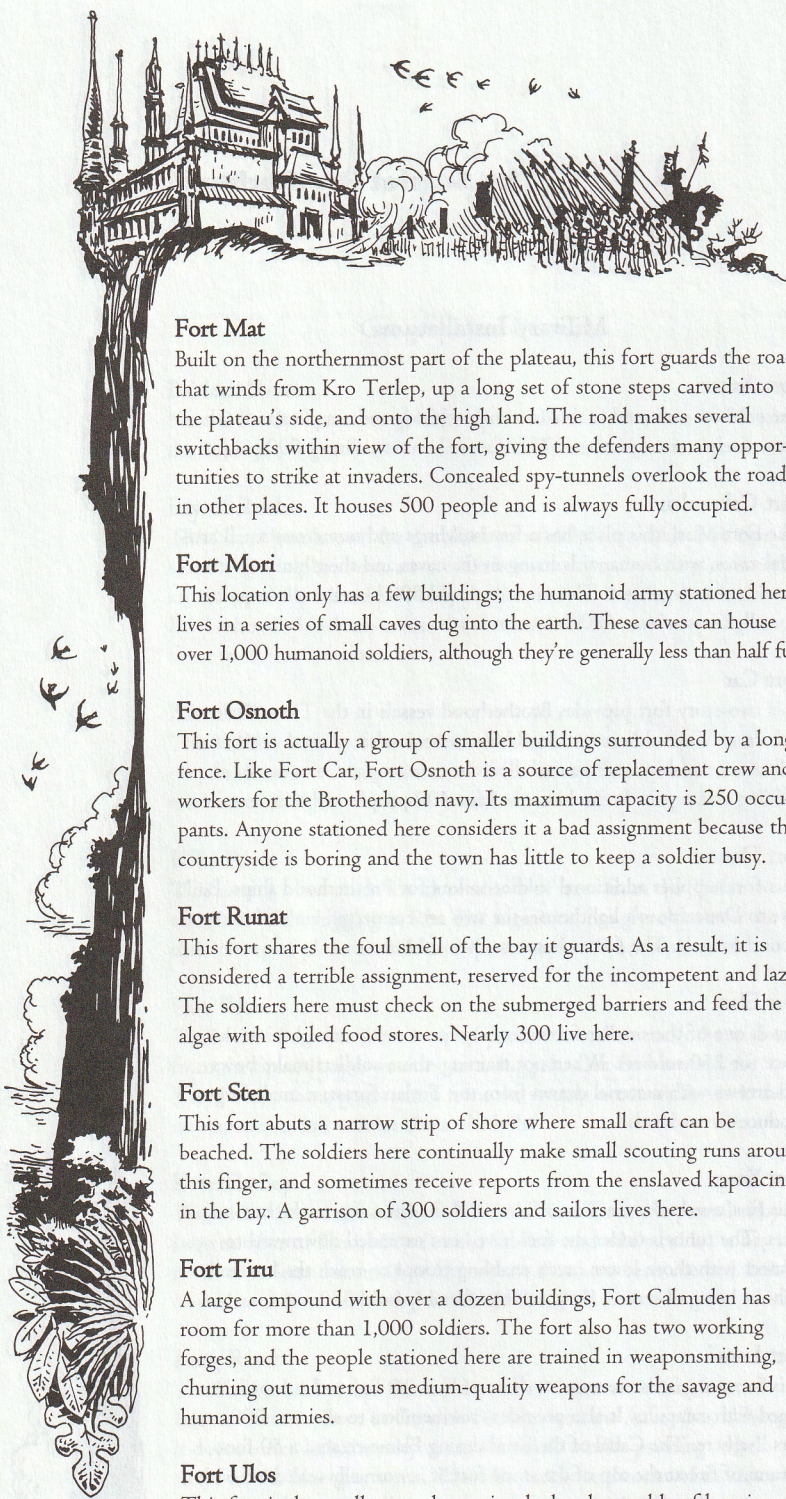 Fort Mat
Built on the northernmost part of the plateau, this fort guards the roa
that winds from Kro Terlep, up a long set of stone steps carved into
the plateau's side, and onto the high land. The road makes several
switchbacks within view of the fort, giving the defenders many oppor-
tunities to strike at invaders. Concealed spy-tunnels overlook the road
in other places. It houses 500 people and is always fully occupied.
Fort Mori
This location only has a few buildings; the humanoid army stationed her
lives in a series of small caves dug into the earth. These caves can house
over 1,000 humanoid soldiers, although they're generally less than half fu
Fort Osnoth
This fort is actually a group of smaller buildings surrounded by a long
fence. Like Fort Car, Fort Osnoth is a source of replacement crew and
workers for the Brotherhood navy. Its maximum capacity is 250 occu
pants. Anyone stationed here considers it a bad assignment because th
countryside is boring and the town has little to keep a soldier busy.
Fort Runat
This fort shares the foul smell of the bay it guards. As a result, it is
considered a terrible assignment, reserved for the incompetent and laz
The soldiers here must check on the submerged barriers and feed the
algae with spoiled food stores. Nearly 300 live here.
Fort Sten
This fort abuts a narrow strip of shore where small craft can be
beached. The soldiers here continually make small scouting runs arou
this finger, and sometimes receive reports from the enslaved kapoacin
in the bay. A garrison of 300 soldiers and sailors lives here.
Fort Tiru
A large compound with over a dozen buildings, Fort Calmuden has
room for more than 1,000 soldiers. The fort also has two working
forges, and the people stationed here are trained in weaponsmithing,
churning out numerous medium-quality weapons for the savage and
humanoid armies.
Fort Ulos